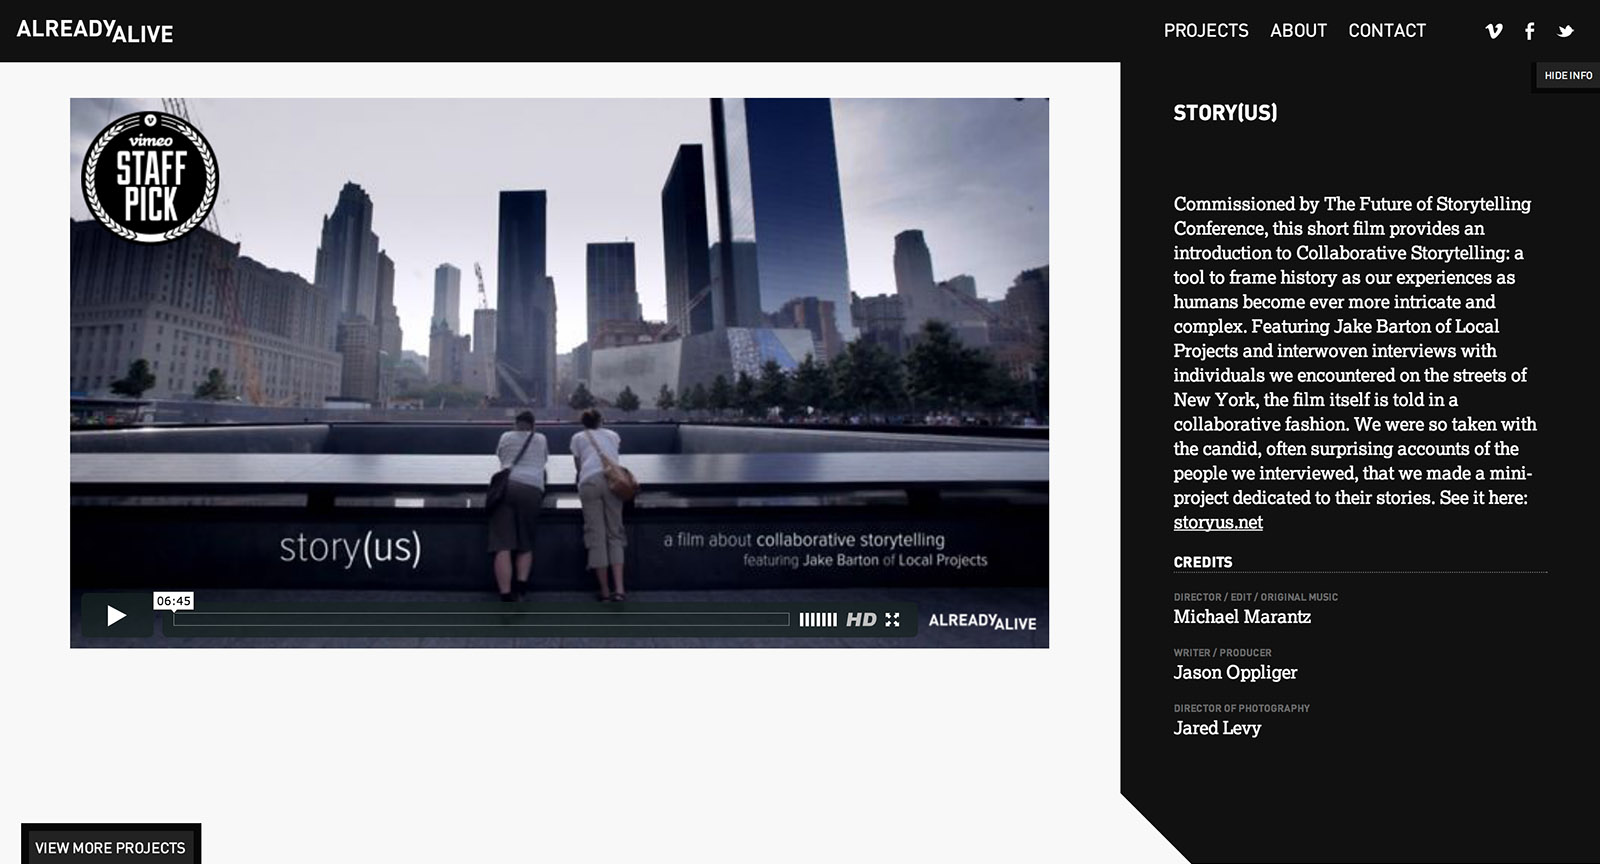 ALREADYALIVE
PROJECTS ABOUT CONTACT
HIDE INFO
vimeo
STAFF
PICK
story(us)
a film about collaborative storytelling
featuring Jake Barton of Local Projects
06:45
HD
ALREADYALIVE
STORY(US)
Commissioned by The Future of Storytelling
Conference, this short film provides an
introduction to Collaborative Storytelling: a
tool to frame history as our experiences as
humans become ever more intricate and
complex. Featuring Jake Barton of Local
Projects and interwoven interviews with
individuals we encountered on the streets of
New York, the film itself is told in a
collaborative fashion. We were so taken with
the candid, often surprising accounts of the
people we interviewed, that we made a mini-
project dedicated to their stories. See it here:
storyus.net
CREDITS
DIRECTOR / EDIT / ORIGINAL MUSIC
Michael Marantz
WRITER / PRODUCER
Jason Oppliger
DIRECTOR OF PHOTOGRAPHY
Jared Levy
VIEW MORE PROJECTS